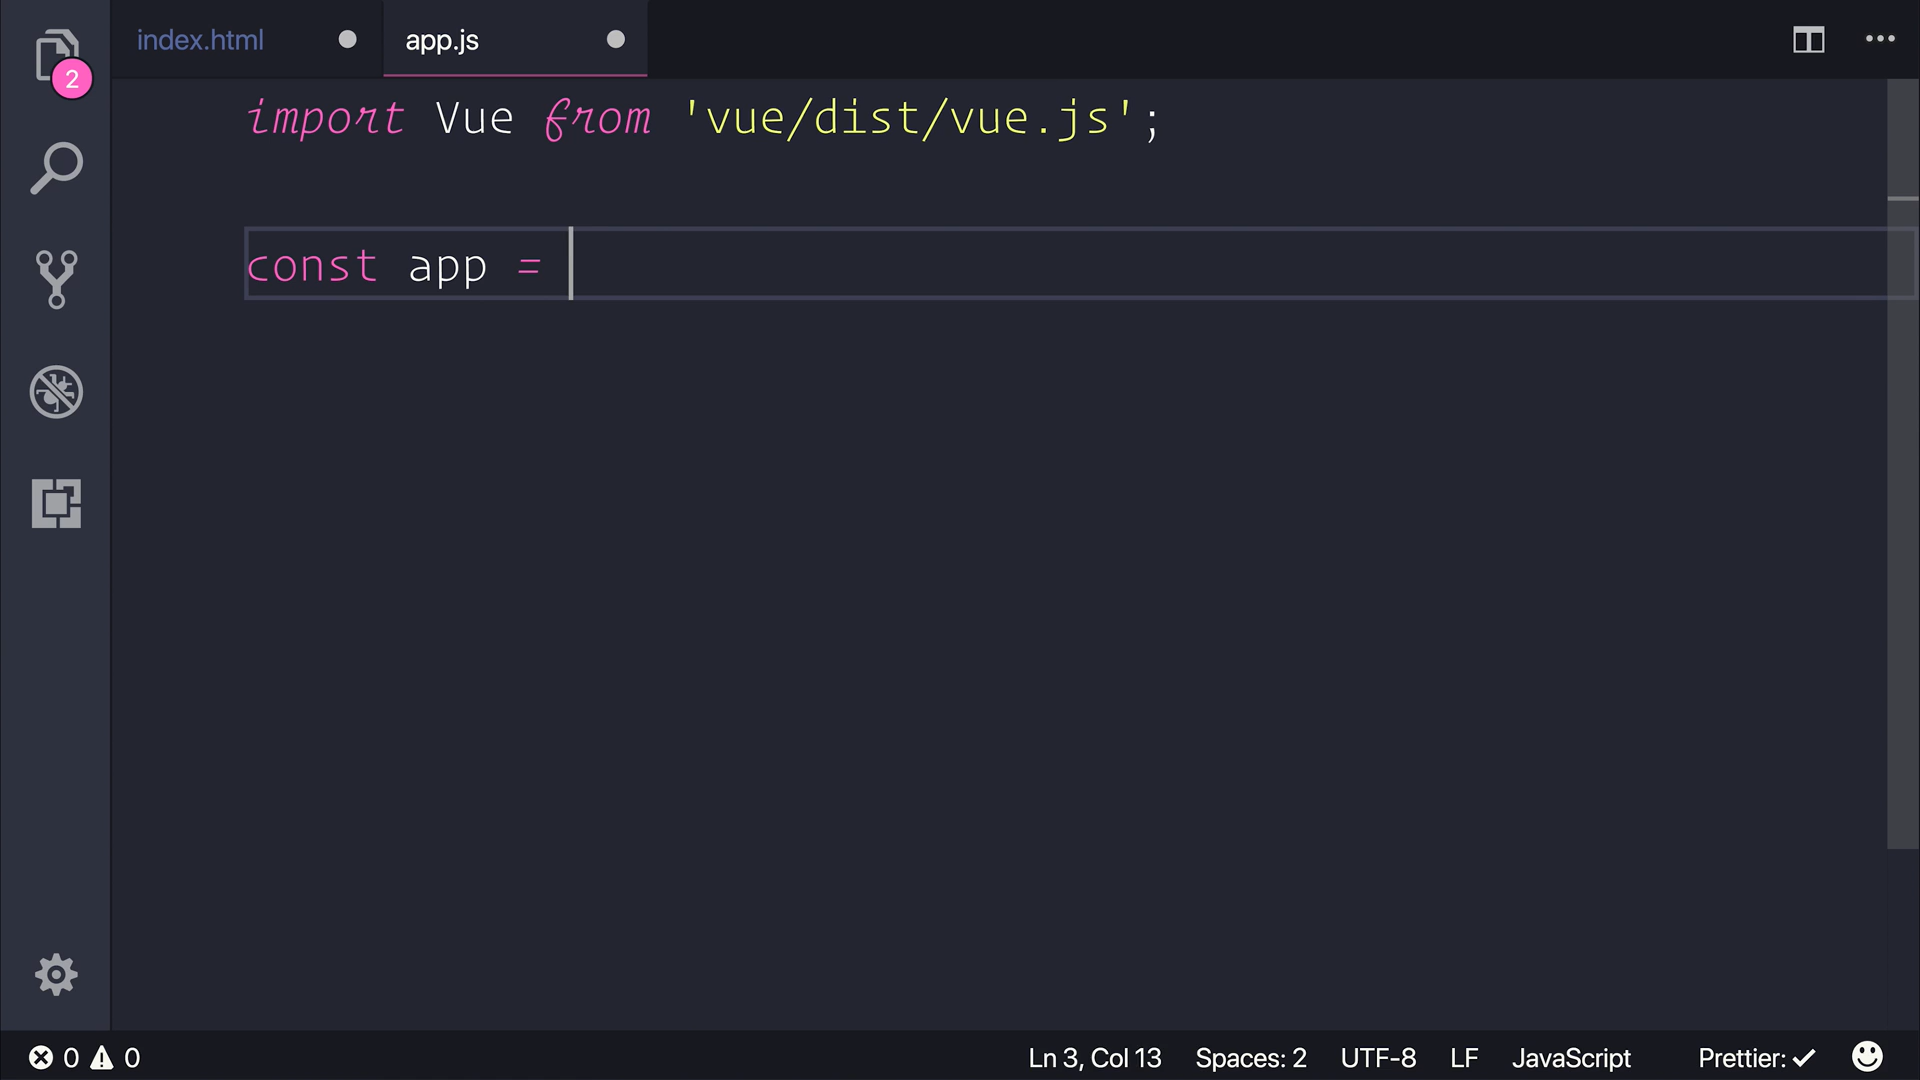 index.html
app.js
2
import Vue from 'vue/dist/vue.js';
const app =
0 0
Ln 3, Col 13 Spaces: 2 UTF-8 LF JavaScript Prettier: ✓